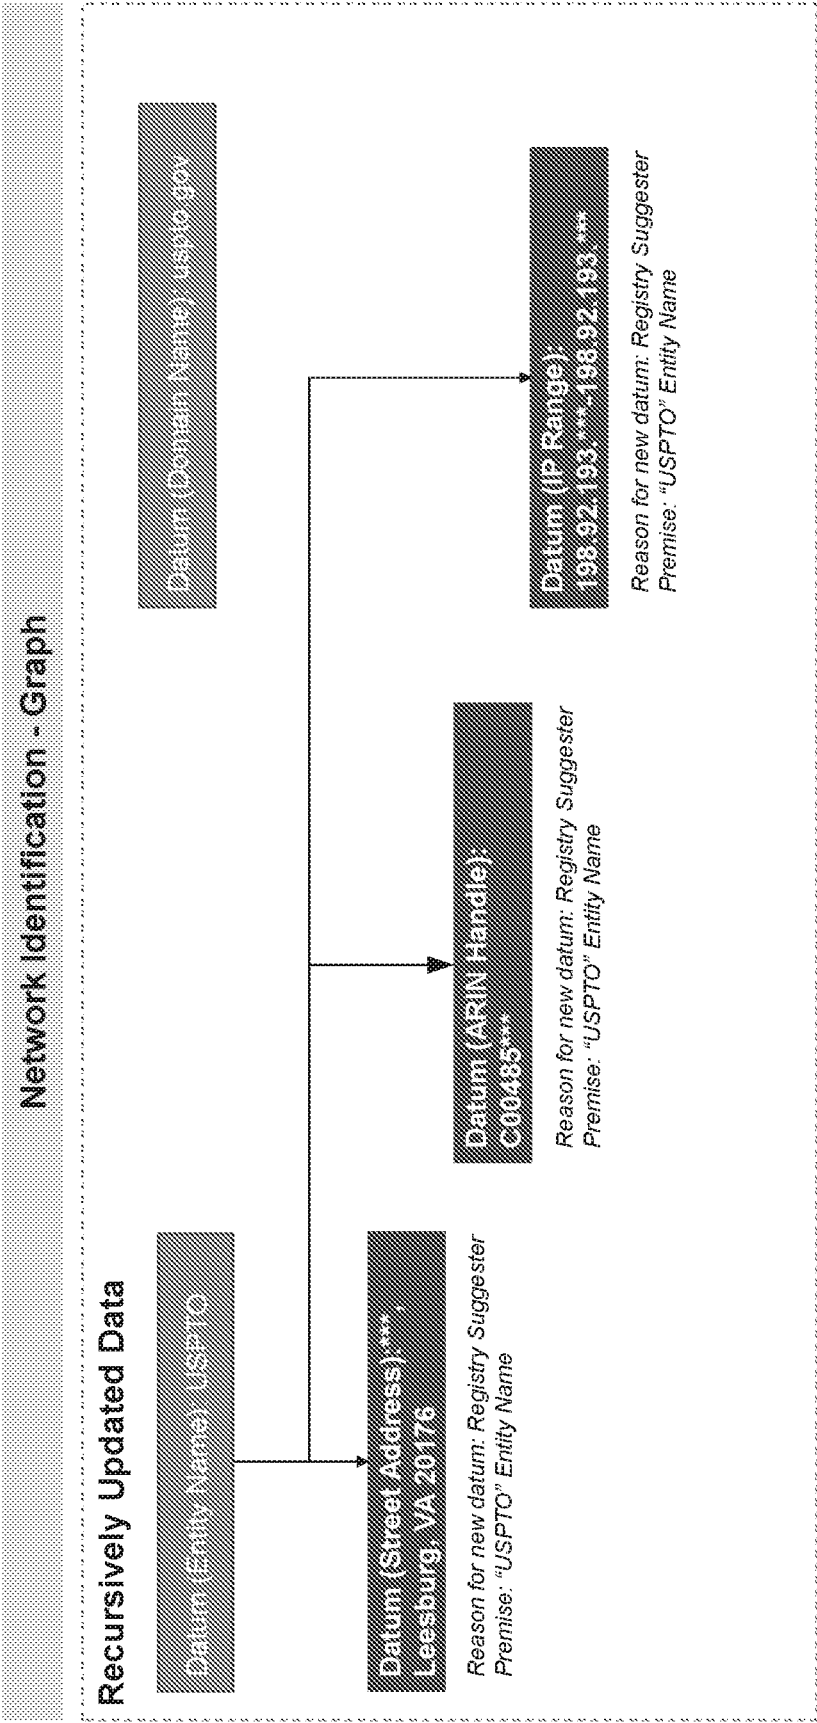 Network Identification - Graph
Recursively Updated Data
Datum (Entity Name): USPTO
Datum (Domain Name): uspto.gov
Datum (Street Address):****,
Leesburg, VA 20176
Reason for new datum: Registry Suggester
Premise: “USPTO” Entity Name
Datum (ARIN Handle):
C00485***
Reason for new datum: Registry Suggester
Premise: “USPTO” Entity Name
Datum (IP Range):
198.92.193.***-198.92.193.***
Reason for new datum: Registry Suggester
Premise: “USPTO” Entity Name